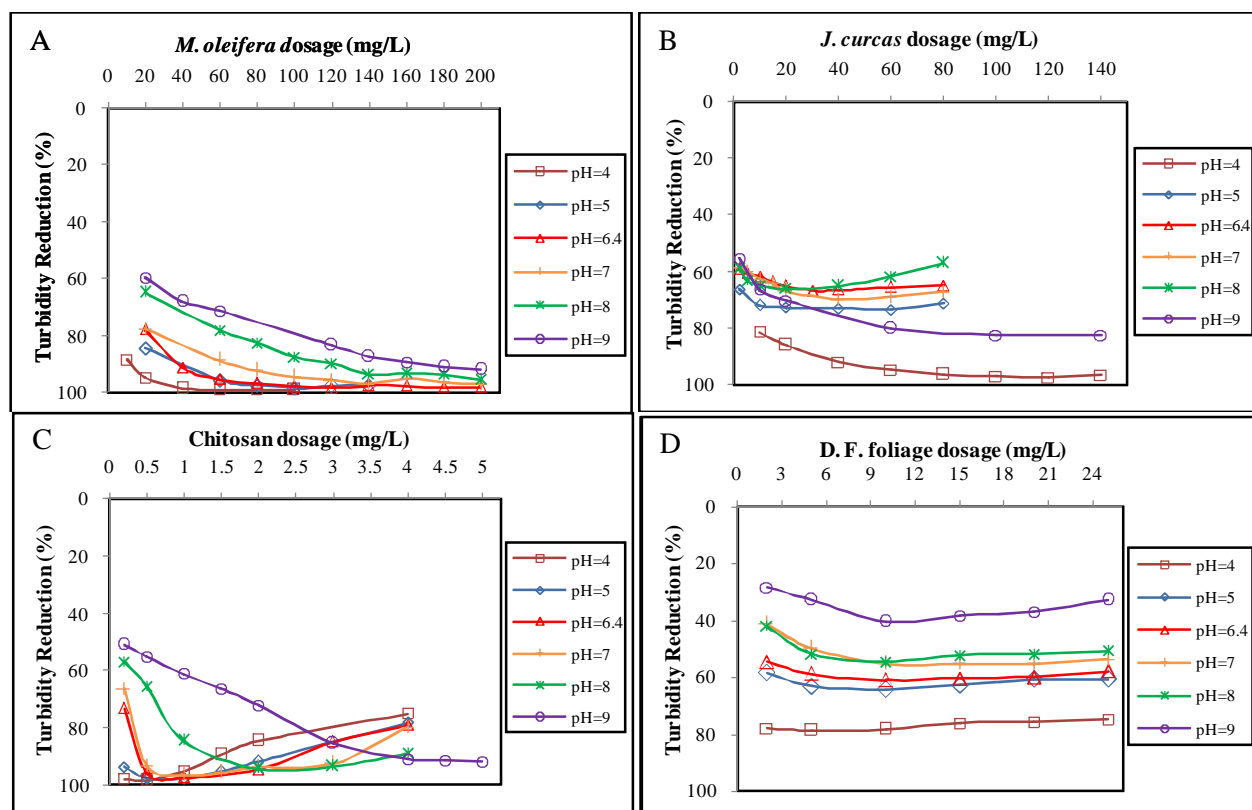 A
M. oleifera dosage (mg/L)
20 40 60 80 100 120 140 160 180 200
0
20
40
60
80
100
Turbidity Reduction (%)
pH=4
pH=5
pH=6.4
pH=7
pH=8
pH=9
B
J. curcas dosage (mg/L)
0 20 40 60 80 100 120 140
0
20
40
60
80
100
Turbidity Reduction (%)
pH=4
pH=5
pH=6.4
pH=7
pH=8
pH=9
C
Chitosan dosage (mg/L)
0 0.5 1 1.5 2 2.5 3 3.5 4 4.5 5
0
20
40
60
80
100
Turbidity Reduction (%)
pH=4
pH=5
pH=6.4
pH=7
pH=8
pH=9
D
D. F. foliage dosage (mg/L)
0 3 6 9 12 15 18 21 24
0
20
40
60
80
100
Turbidity Reduction (%)
pH=4
pH=5
pH=6.4
pH=7
pH=8
pH=9